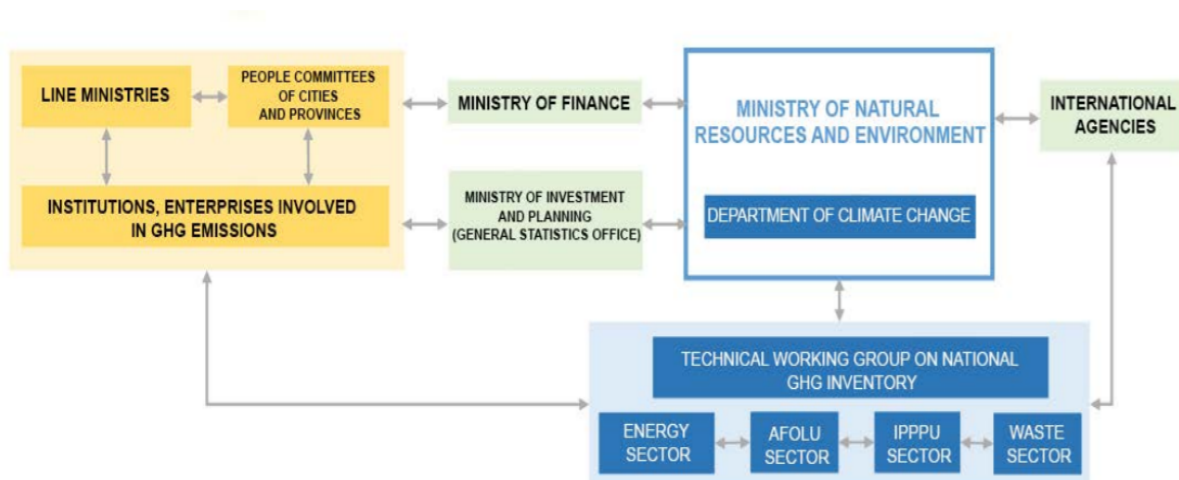 LINE MINISTRIES
PEOPLE COMMITTEES
OF CITIES
AND PROVINCES
INSTITUTIONS, ENTERPRISES INVOLVED
IN GHG EMISSIONS
MINISTRY OF FINANCE
MINISTRY OF INVESTMENT
AND PLANNING
(GENERAL STATISTICS OFFICE)
MINISTRY OF NATURAL
RESOURCES AND ENVIRONMENT
DEPARTMENT OF CLIMATE CHANGE
INTERNATIONAL
AGENCIES
TECHNICAL WORKING GROUP ON NATIONAL
GHG INVENTORY
ENERGY
SECTOR
AFOLU
SECTOR
IPPPU
SECTOR
WASTE
SECTOR